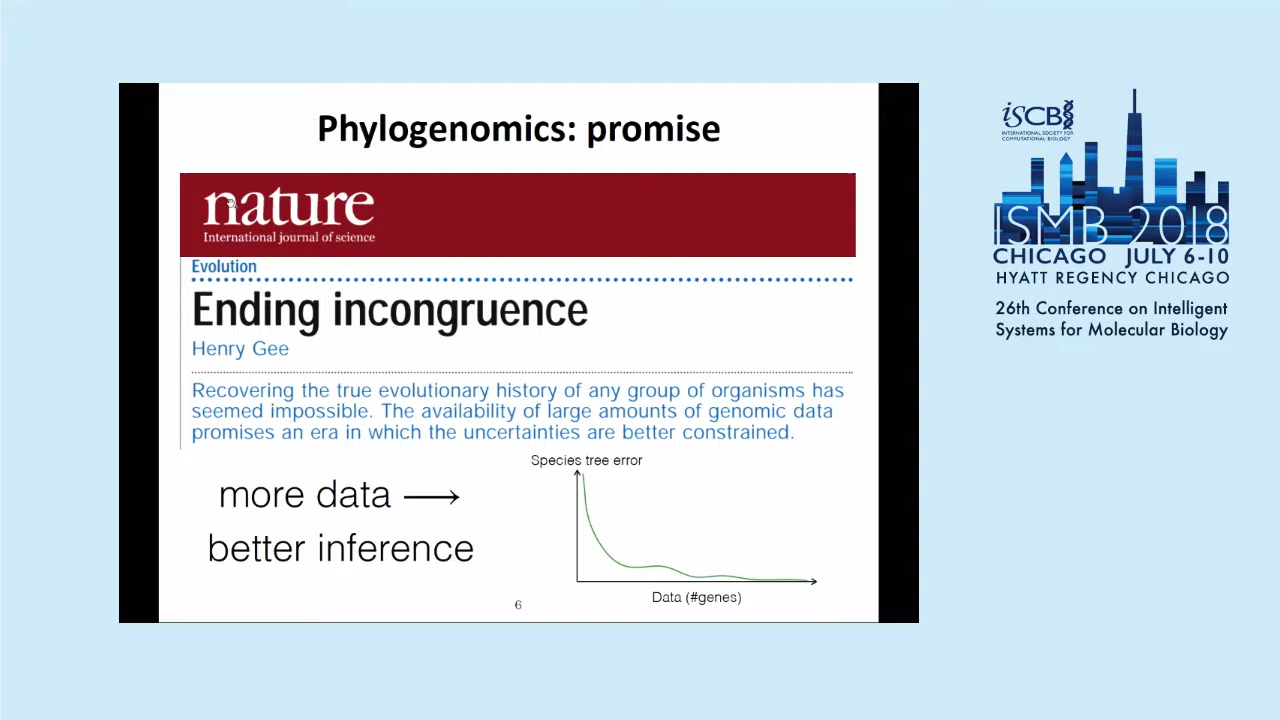 Phylogenomics: promise
nature
International journal of science
Evolution
Ending incongruence
Henry Gee
Recovering the true evolutionary history of any group of organisms has
seemed impossible. The availability of large amounts of genomic data
promises an era in which the uncertainties are better constrained.
more data →
better inference
Species tree error
Data (#genes)
6
iSCB
INTERNATIONAL SOCIETY FOR
COMPUTATIONAL BIOLOGY
ISMB 2018
CHICAGO JULY 6-10
HYATT REGENCY CHICAGO
26th Conference on Intelligent
Systems for Molecular Biology